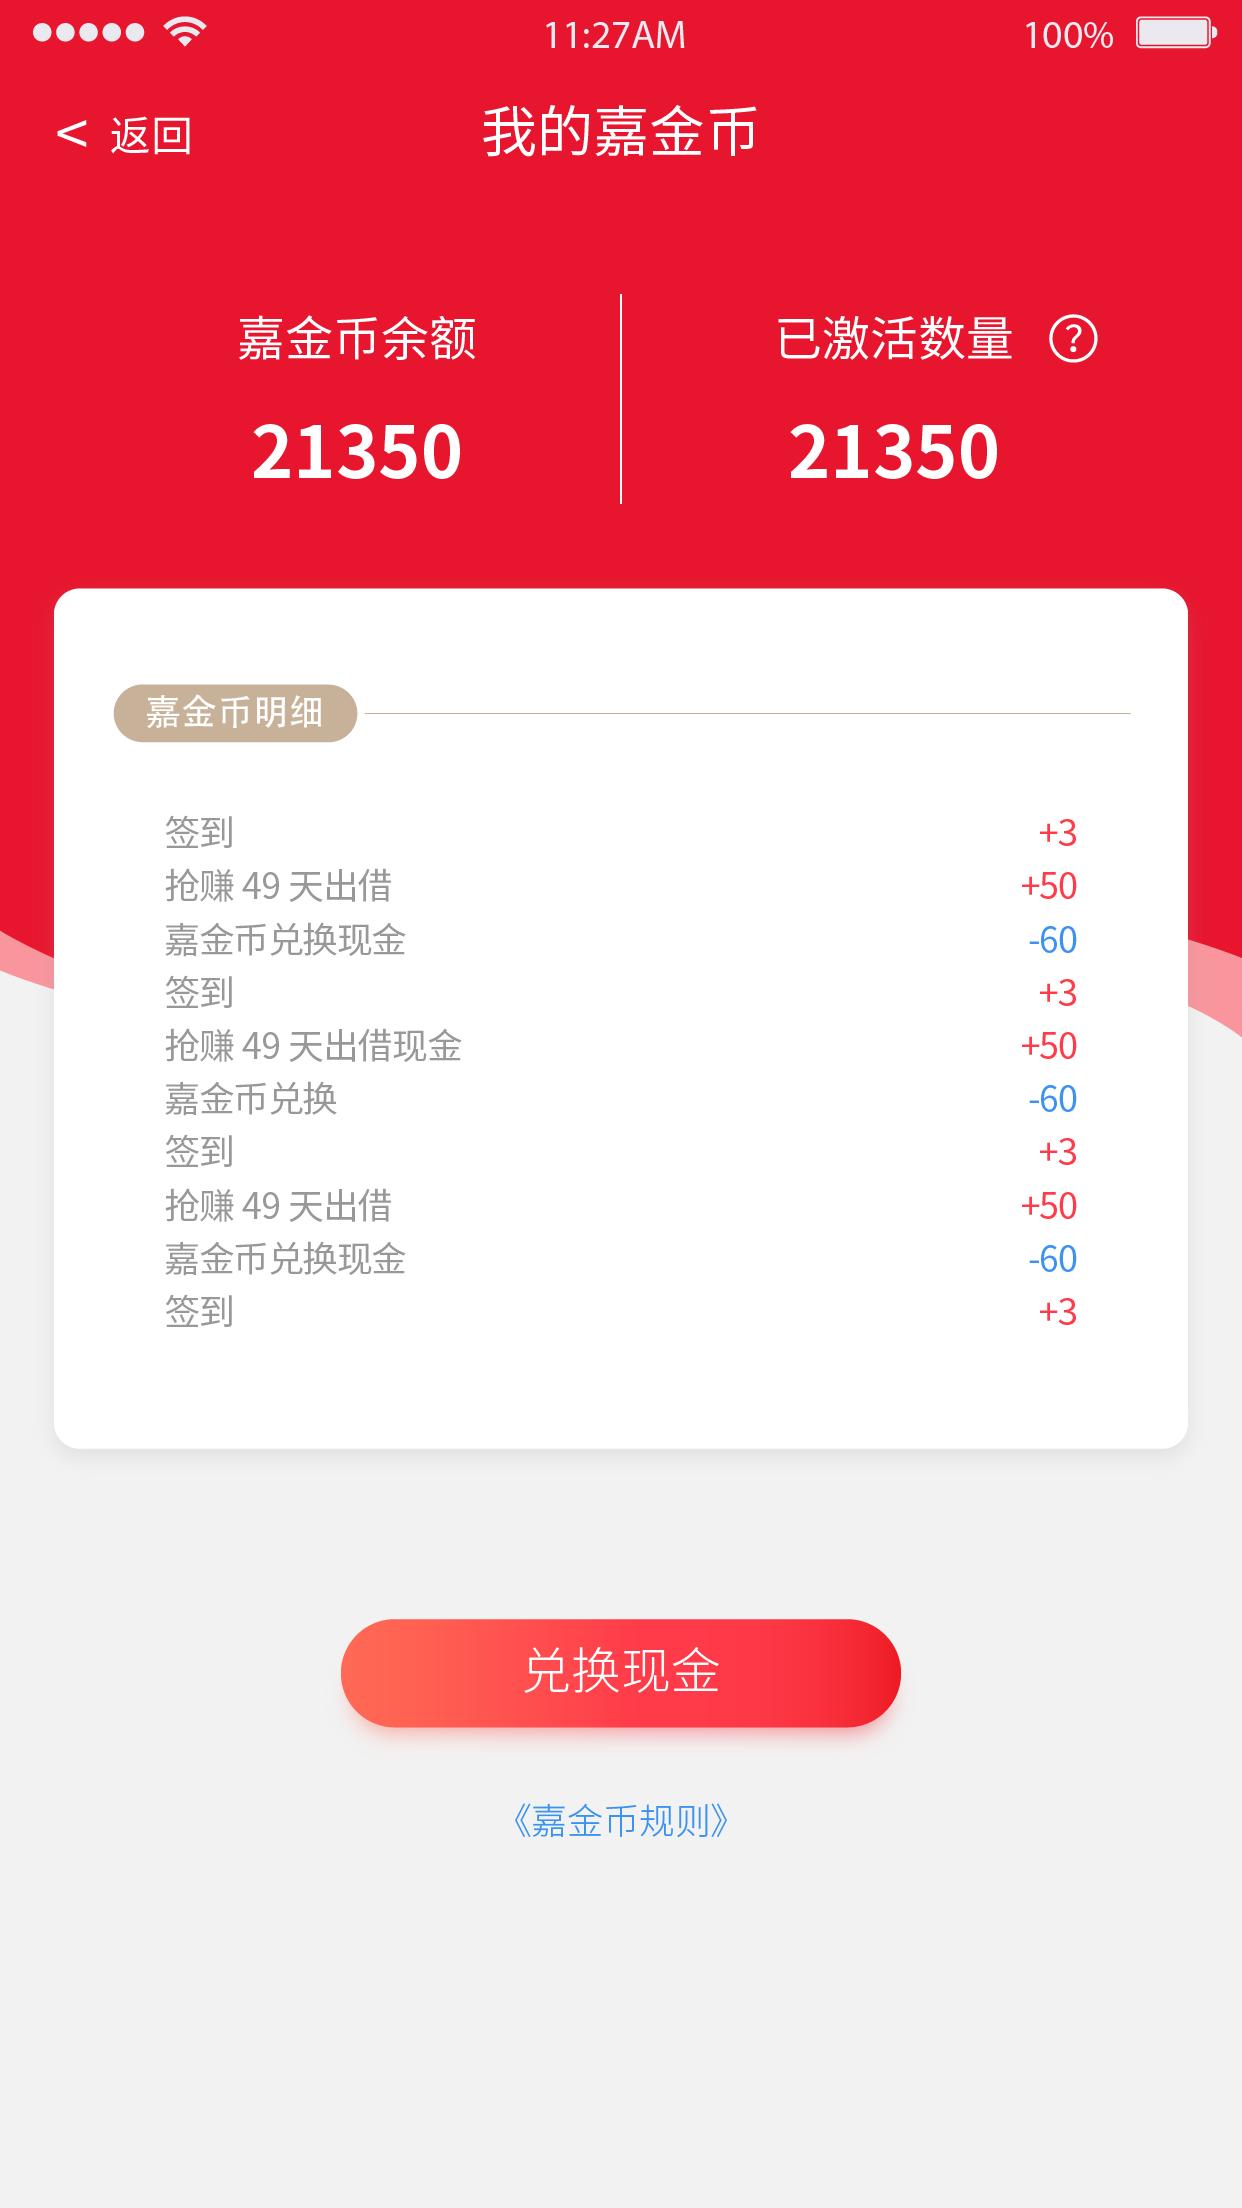 11:27AM 100%
< 返回 我的嘉金币
嘉金币余额 已激活数量 ?
21350 21350
嘉金币明细
签到 +3
抢赚 49 天出借 +50
嘉金币兑换现金 -60
签到 +3
抢赚 49 天出借现金 +50
嘉金币兑换 -60
签到 +3
抢赚 49 天出借 +50
嘉金币兑换现金 -60
签到 +3
兑换现金
《嘉金币规则》